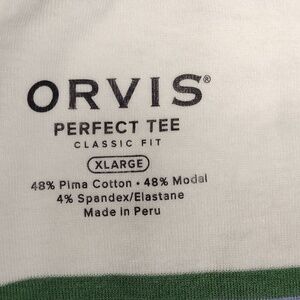 ORVIS®
PERFECT TEE
CLASSIC FIT
XLARGE
48% Pima Cotton • 48% Modal
4% Spandex/Elastane
Made in Peru